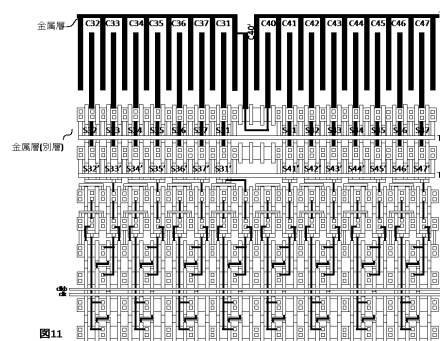 金属層
C32 C33 C34 C35 C36 C37 C31 C40' C40 C41 C42 C43 C44 C45 C46 C47
S32 S33 S34 S35 S36 S37 S31 S41 S42 S43 S44 S45 S46 S47
金属層(別層)
S32' S33' S34' S35' S36' S37' S31' S41' S42' S43' S44' S45' S46' S47'
図11